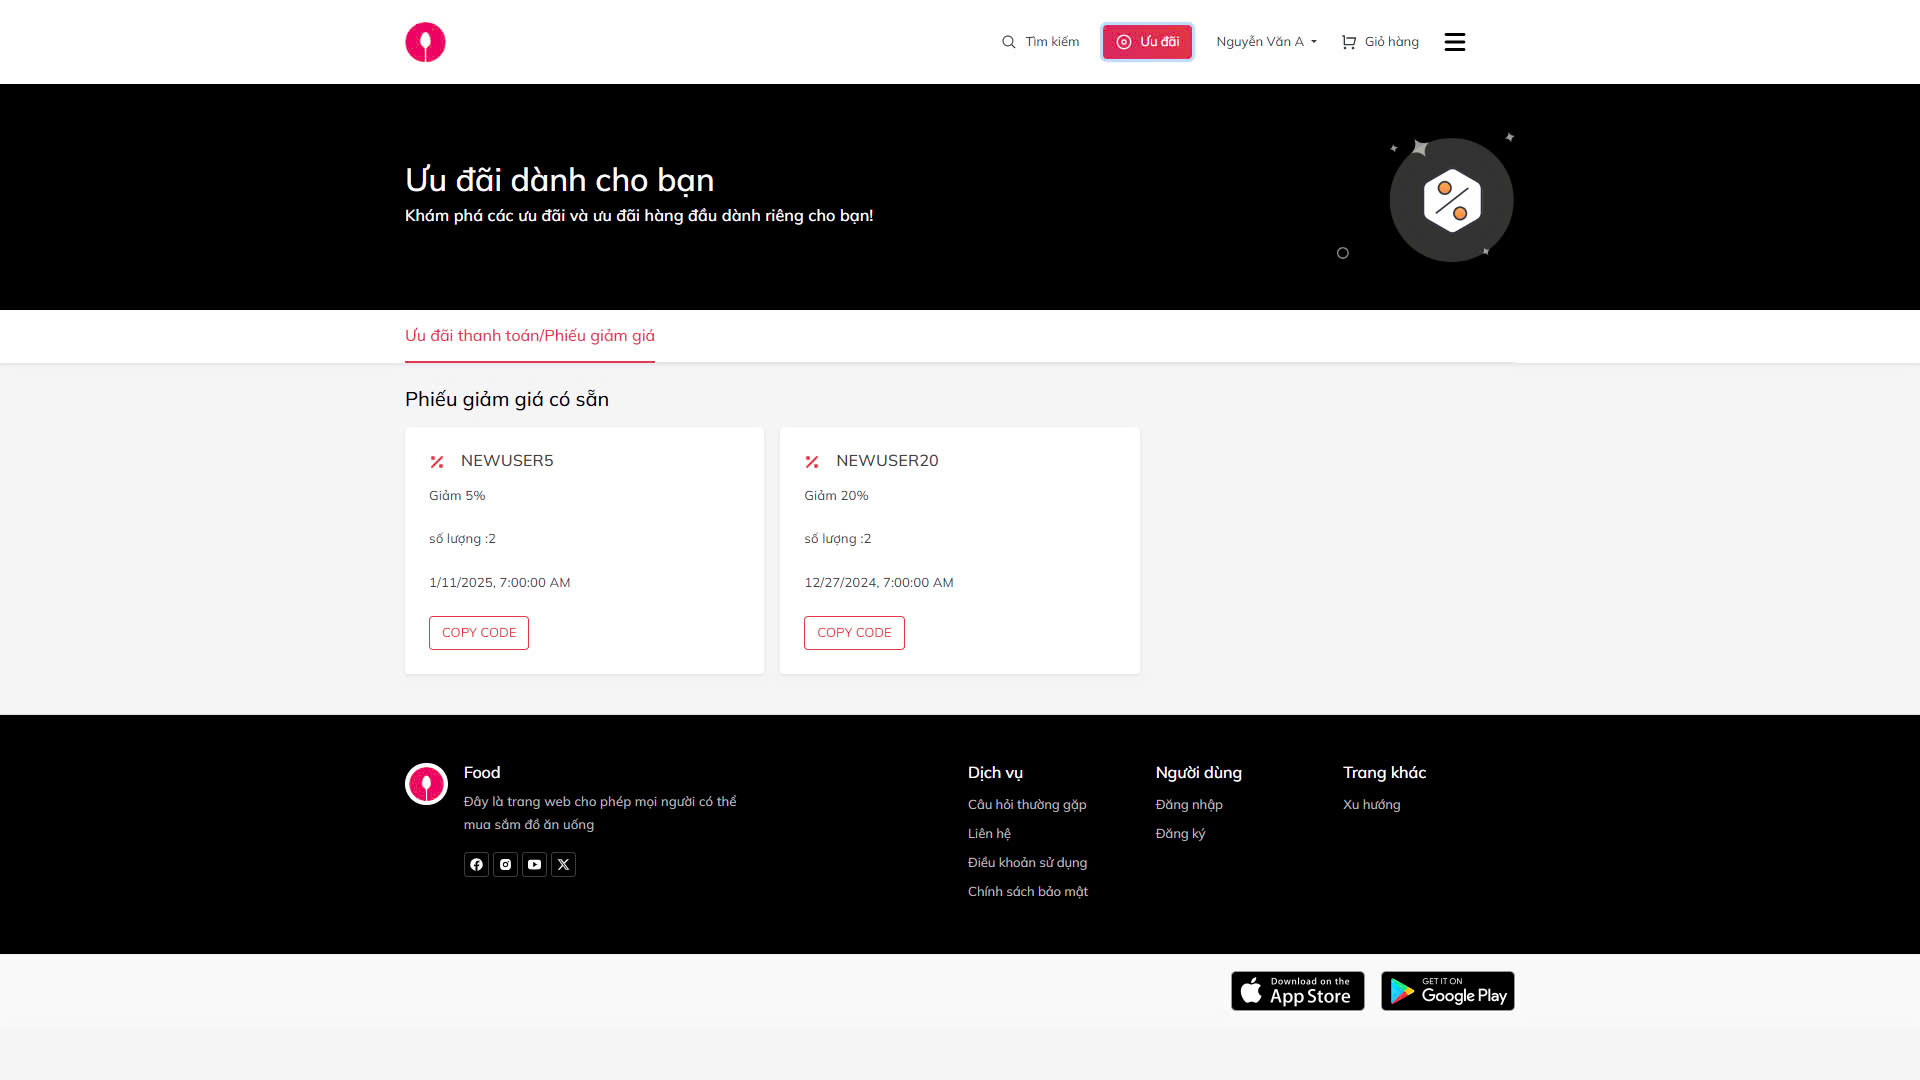 Tìm kiếm
Ưu đãi
Nguyễn Văn A
Giỏ hàng
Ưu đãi dành cho bạn
Khám phá các ưu đãi và ưu đãi hàng đầu dành riêng cho bạn!
Ưu đãi thanh toán/Phiếu giảm giá
Phiếu giảm giá có sẵn
NEWUSER5
Giảm 5%
số lượng :2
1/11/2025, 7:00:00 AM
COPY CODE
NEWUSER20
Giảm 20%
số lượng :2
12/27/2024, 7:00:00 AM
COPY CODE
Food
Đây là trang web cho phép mọi người có thể
mua sắm đồ ăn uống
Dịch vụ
Câu hỏi thường gặp
Liên hệ
Điều khoản sử dụng
Chính sách bảo mật
Người dùng
Đăng nhập
Đăng ký
Trang khác
Xu hướng
Download on the
App Store
GET IT ON
Google Play